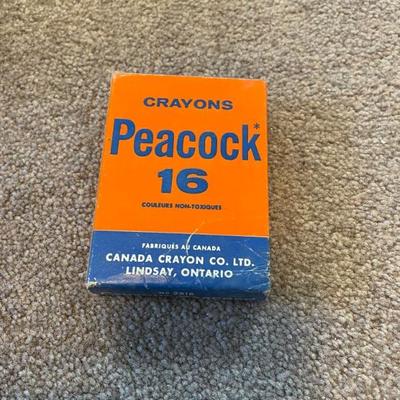 CRAYONS
Peacock*
16
COULEURS NON-TOXIQUES
FABRIQUÉS AU CANADA
CANADA CRAYON CO. LTD.
LINDSAY, ONTARIO